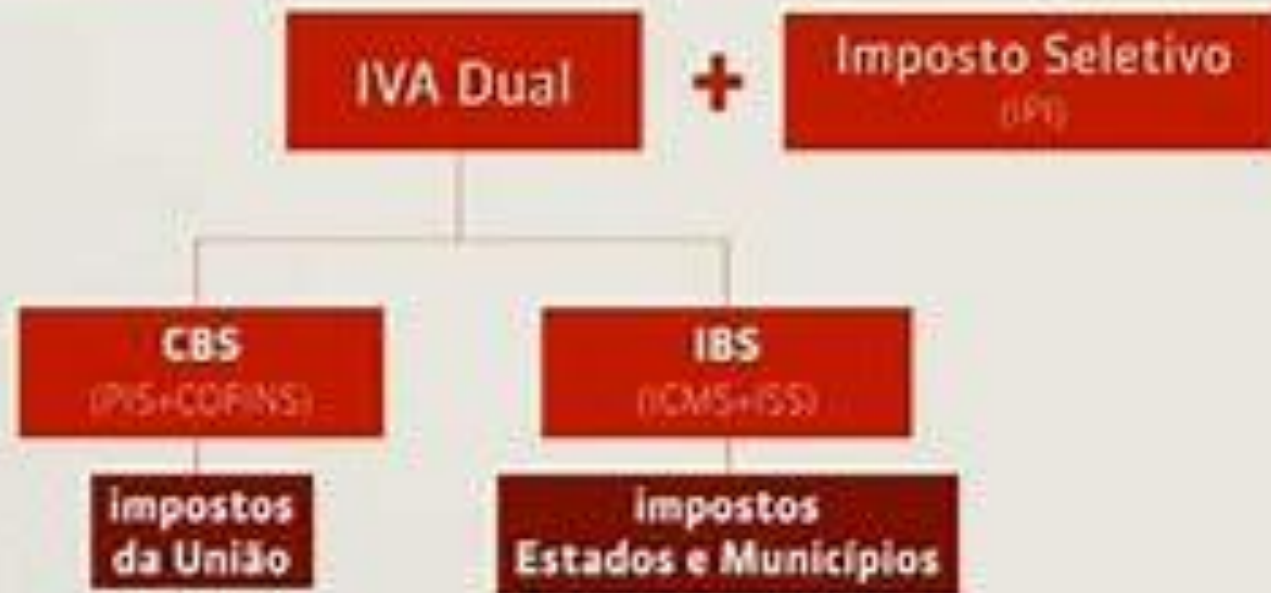 IVA Dual
+
Imposto Seletivo
(IPI)
CBS
(PIS+COFINS)
IBS
(ICMS+ISS)
impostos
da União
impostos
Estados e Municípios